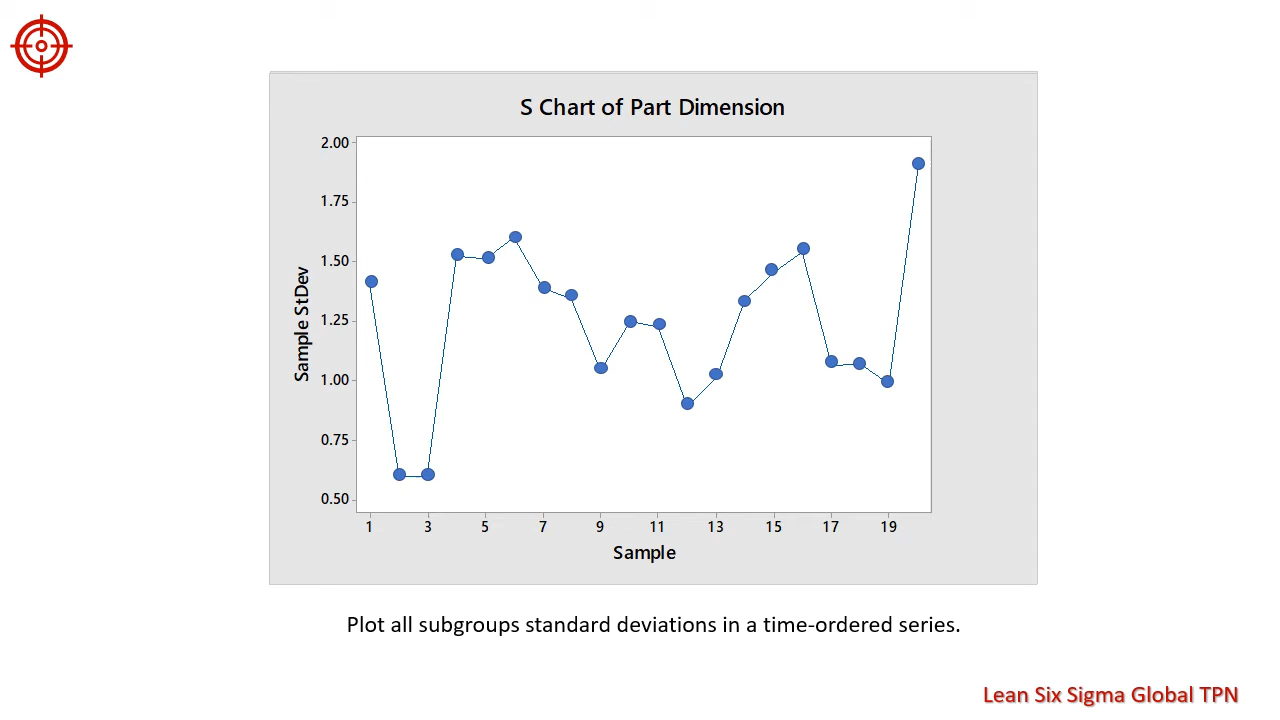 S Chart of Part Dimension
2.00
1.75
1.50
1.25
1.00
0.75
0.50
Sample StDev
1 3 5 7 9 11 13 15 17 19
Sample
Plot all subgroups standard deviations in a time-ordered series.
Lean Six Sigma Global TPN